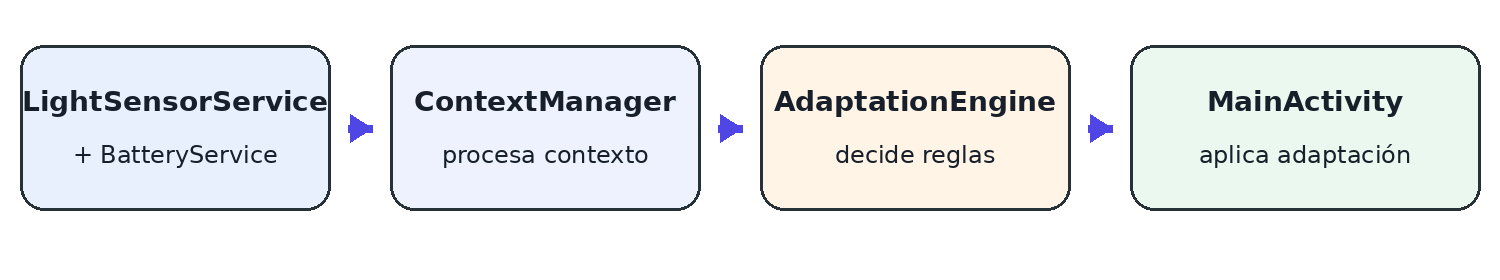 LightSensorService
+ BatteryService
ContextManager
procesa contexto
AdaptationEngine
decide reglas
MainActivity
aplica adaptación